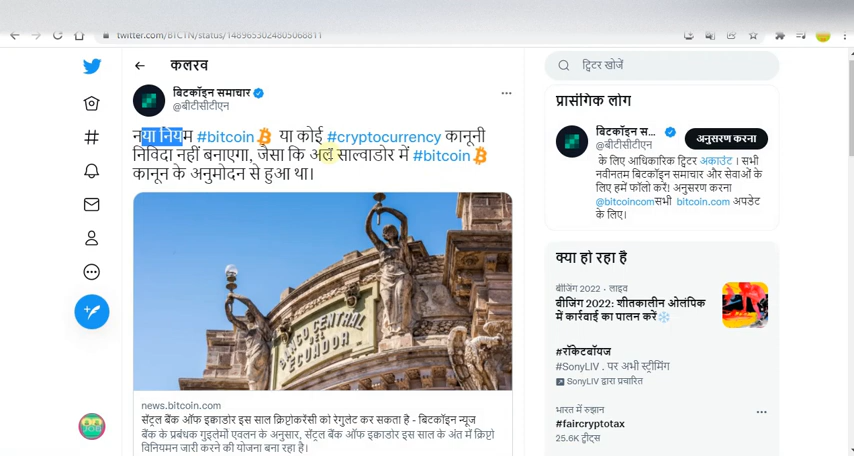 twitter.com/BTCTN/status/1489653024805068811
कलरव
बिटकॉइन समाचार
@बीटीसीटीएन
नया नियम #bitcoin या कोई #cryptocurrency कानूनी
निविदा नहीं बनाएगा, जैसा कि अल साल्वाडोर में #bitcoin
कानून के अनुमोदन से हुआ था।
BANCO CENTRAL
DEL
ECUADOR
news.bitcoin.com
सेंट्रल बैंक ऑफ इक्वाडोर इस साल क्रिप्टोकरेंसी को रेगुलेट कर सकता है - बिटकॉइन न्यूज
बैंक के प्रबंधक गुइलेर्मो एवलन के अनुसार, सेंट्रल बैंक ऑफ इक्वाडोर इस साल के अंत में क्रिप्टो
विनियमन जारी करने की योजना बना रहा है।
ट्विटर खोजें
प्रासंगिक लोग
बिटकॉइन स...
@बीटीसीटीएन
अनुसरण करना
के लिए आधिकारिक ट्विटर अकाउंट । सभी
नवीनतम बिटकॉइन समाचार और सेवाओं के
लिए हमें फॉलो करें! अनुसरण करना
@bitcoincomसभी bitcoin.com अपडेट
के लिए।
क्या हो रहा है
बीजिंग 2022 · लाइव
बीजिंग 2022: शीतकालीन ओलंपिक
में कार्रवाई का पालन करें
#रॉकेटबॉयज
#SonyLIV . पर अभी स्ट्रीमिंग
SonyLIV द्वारा प्रचारित
भारत में रुझान
#faircryptotax
25.6K ट्वीट्स